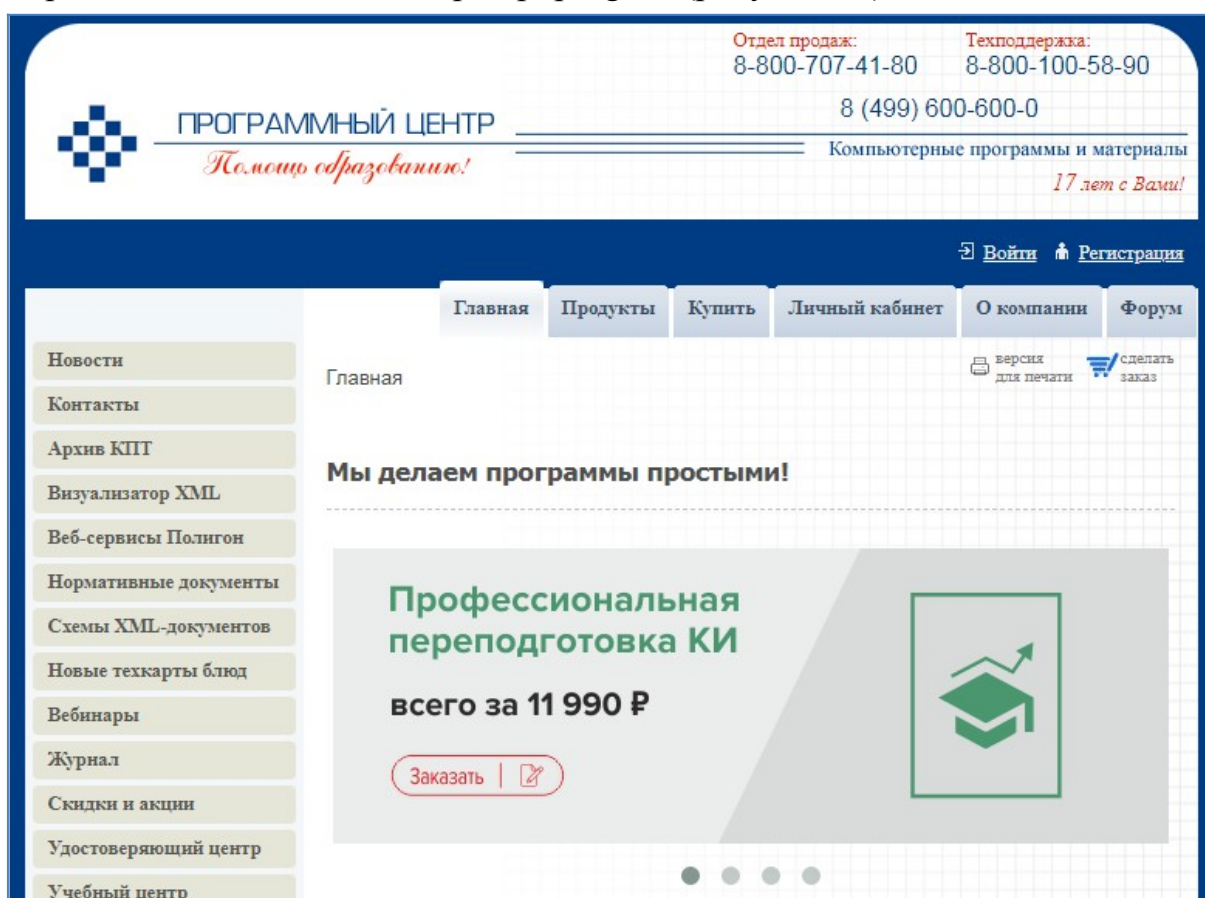 Отдел продаж:
8-800-707-41-80
Техподдержка:
8-800-100-58-90
8 (499) 600-600-0
ПРОГРАММНЫЙ ЦЕНТР
Помощь образованию!
Компьютерные программы и материалы
17 лет с Вами!
Войти Регистрация
Главная Продукты Купить Личный кабинет О компании Форум
Новости
Контакты
Архив КПТ
Визуализатор XML
Веб-сервисы Полигон
Нормативные документы
Схемы XML-документов
Новые техкарты блюд
Вебинары
Журнал
Скидки и акции
Удостоверяющий центр
Учебный центр
Главная
версия
для печати
сделать
заказ
Мы делаем программы простыми!
Профессиональная
переподготовка КИ
всего за 11 990 ₽
Заказать